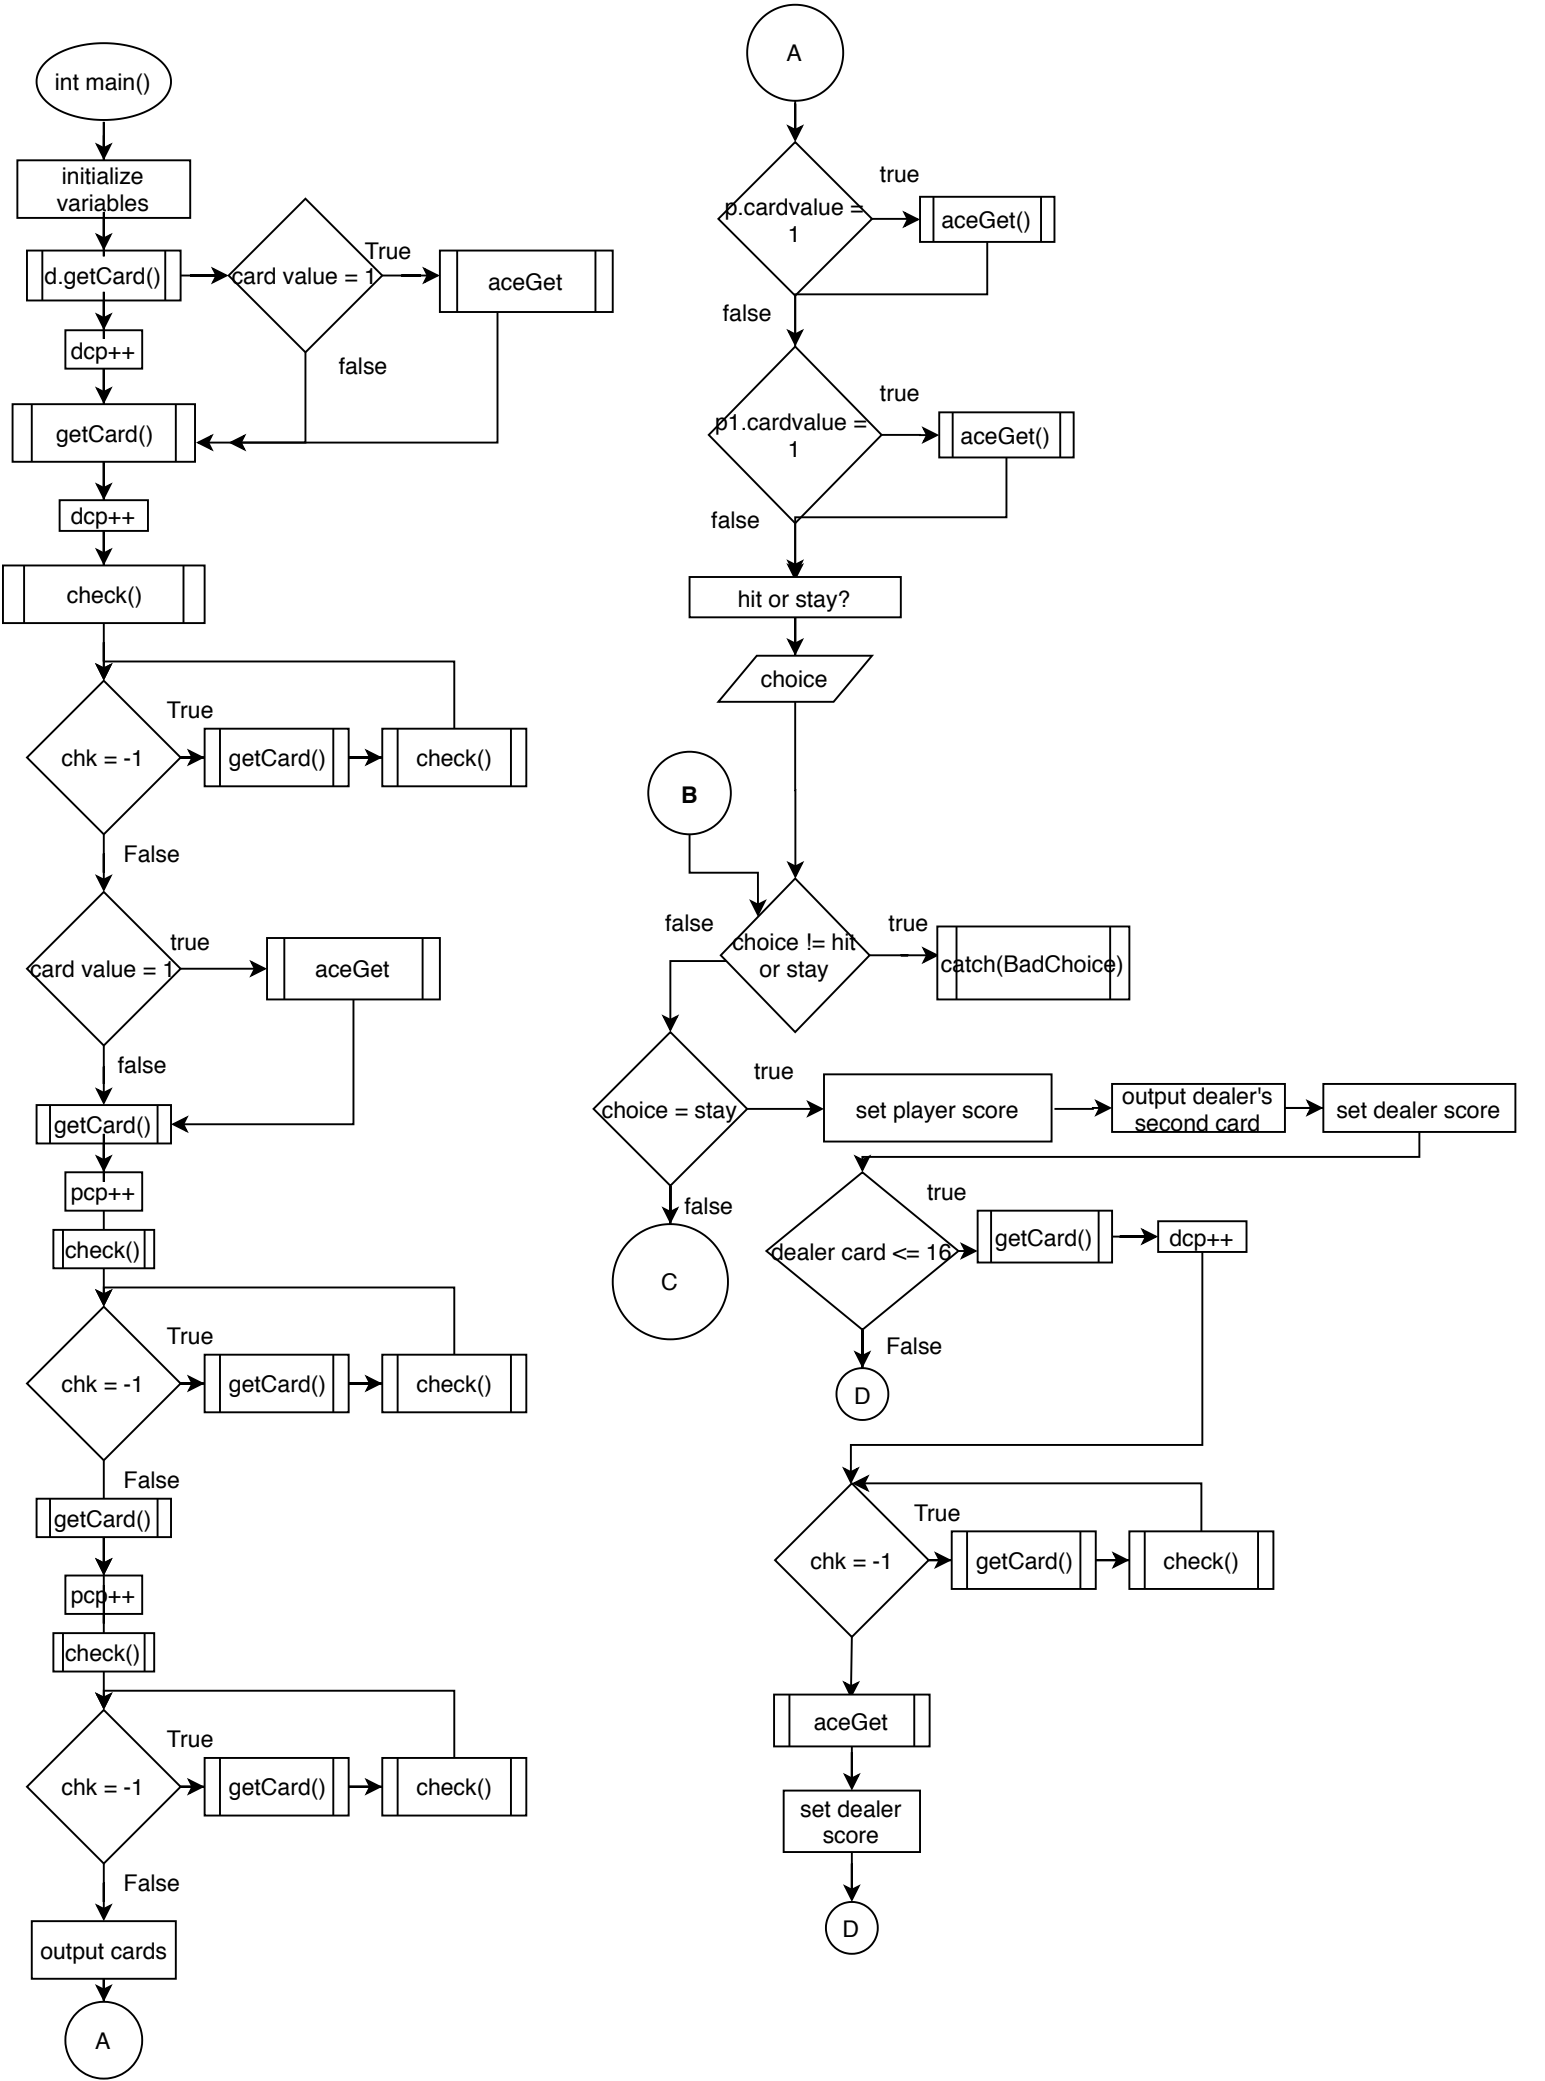 int main()
initialize
variables
d.getCard()
card value = 1
True
aceGet
false
dcp++
getCard()
dcp++
check()
chk = -1
True
getCard()
check()
False
card value = 1
true
aceGet
false
getCard()
pcp++
check()
chk = -1
True
getCard()
check()
False
getCard()
pcp++
check()
chk = -1
True
getCard()
check()
False
output cards
A
A
p.cardvalue =
1
true
aceGet()
false
p1.cardvalue =
1
true
aceGet()
false
hit or stay?
choice
B
choice != hit
or stay
true
catch(BadChoice)
false
choice = stay
true
set player score
output dealer's
second card
set dealer score
false
C
dealer card <= 16
true
getCard()
dcp++
False
D
chk = -1
True
getCard()
check()
aceGet
set dealer
score
D